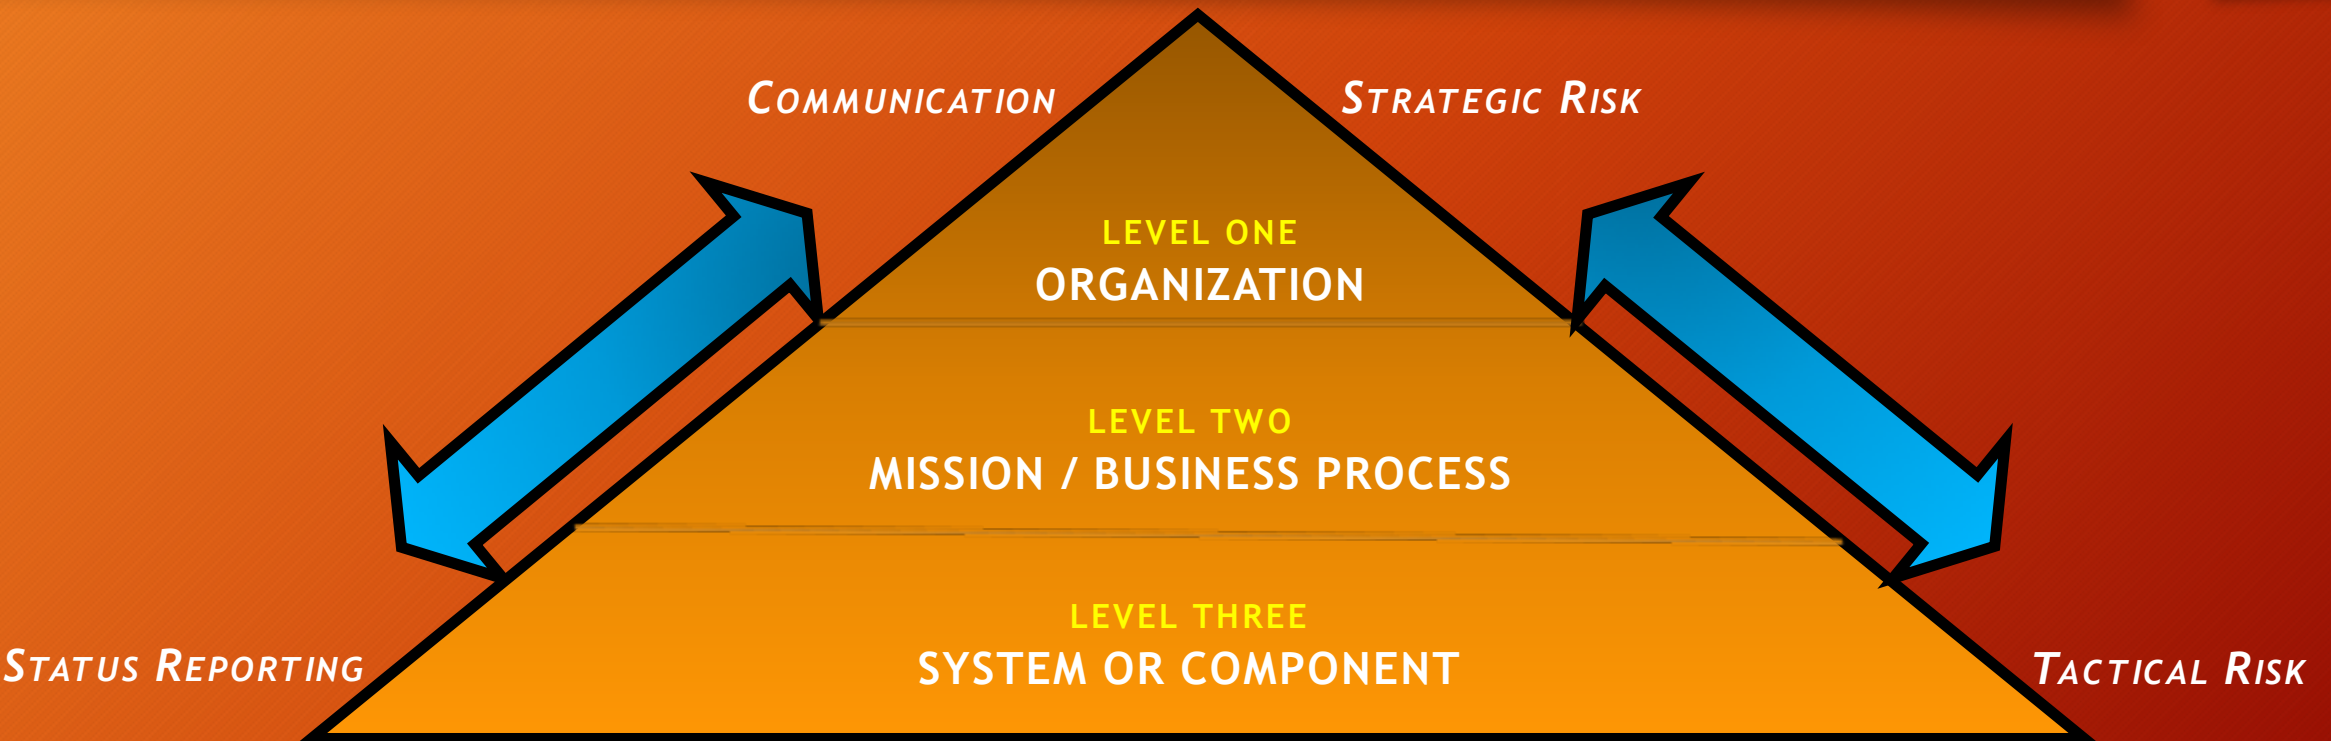 Communication
Strategic Risk
LEVEL ONE
ORGANIZATION
LEVEL TWO
MISSION / BUSINESS PROCESS
LEVEL THREE
SYSTEM OR COMPONENT
Status Reporting
Tactical Risk